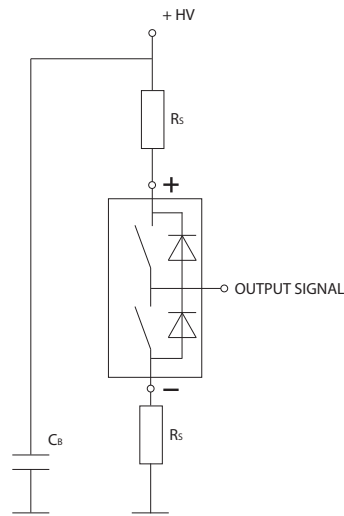 + HV
Rs
+
OUTPUT SIGNAL
−
Rs
CB